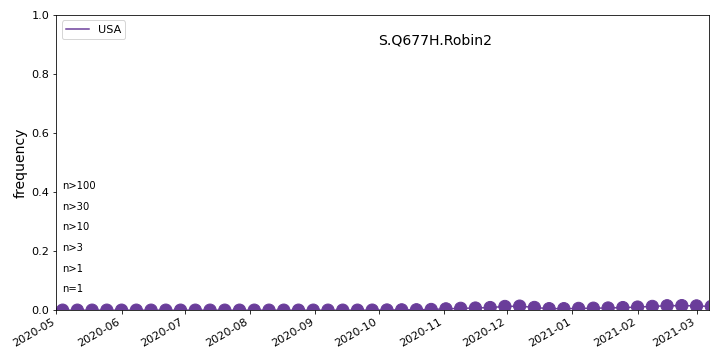 1.0
USA
S.Q677H.Robin2
0.8
0.6
frequency
0.4
n>100
n>30
n>10
0.2
n>3
n>1
n=1
0.0
2020-05
2020-06
2020-07
2020-08
2020-09
2020-10
2020-11
2020-12
2021-01
2021-02
2021-03